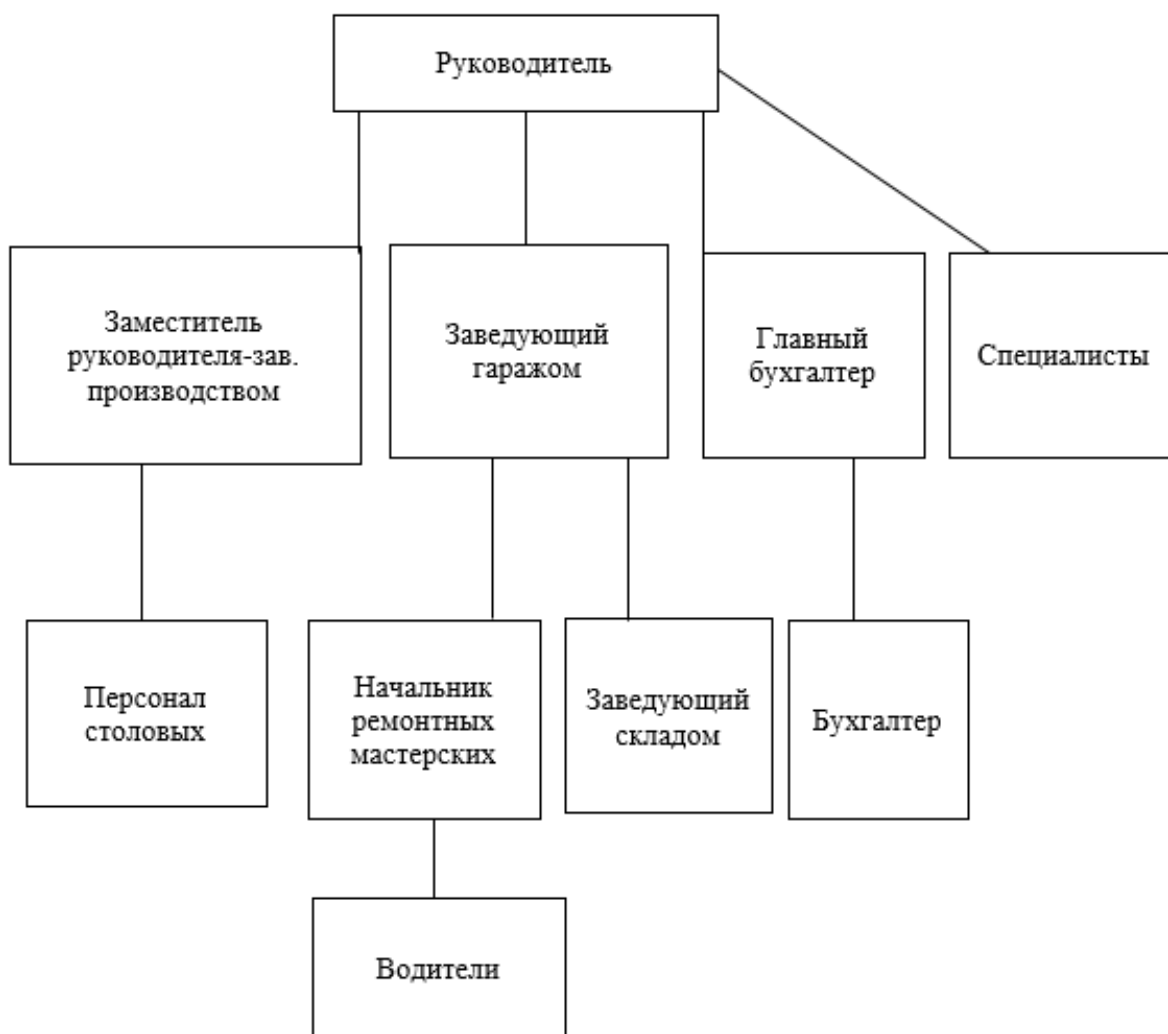 Руководитель
Заместитель
руководителя-зав.
производством
Заведующий
гаражом
Главный
бухгалтер
Специалисты
Персонал
столовых
Начальник
ремонтных
мастерских
Заведующий
складом
Бухгалтер
Водители